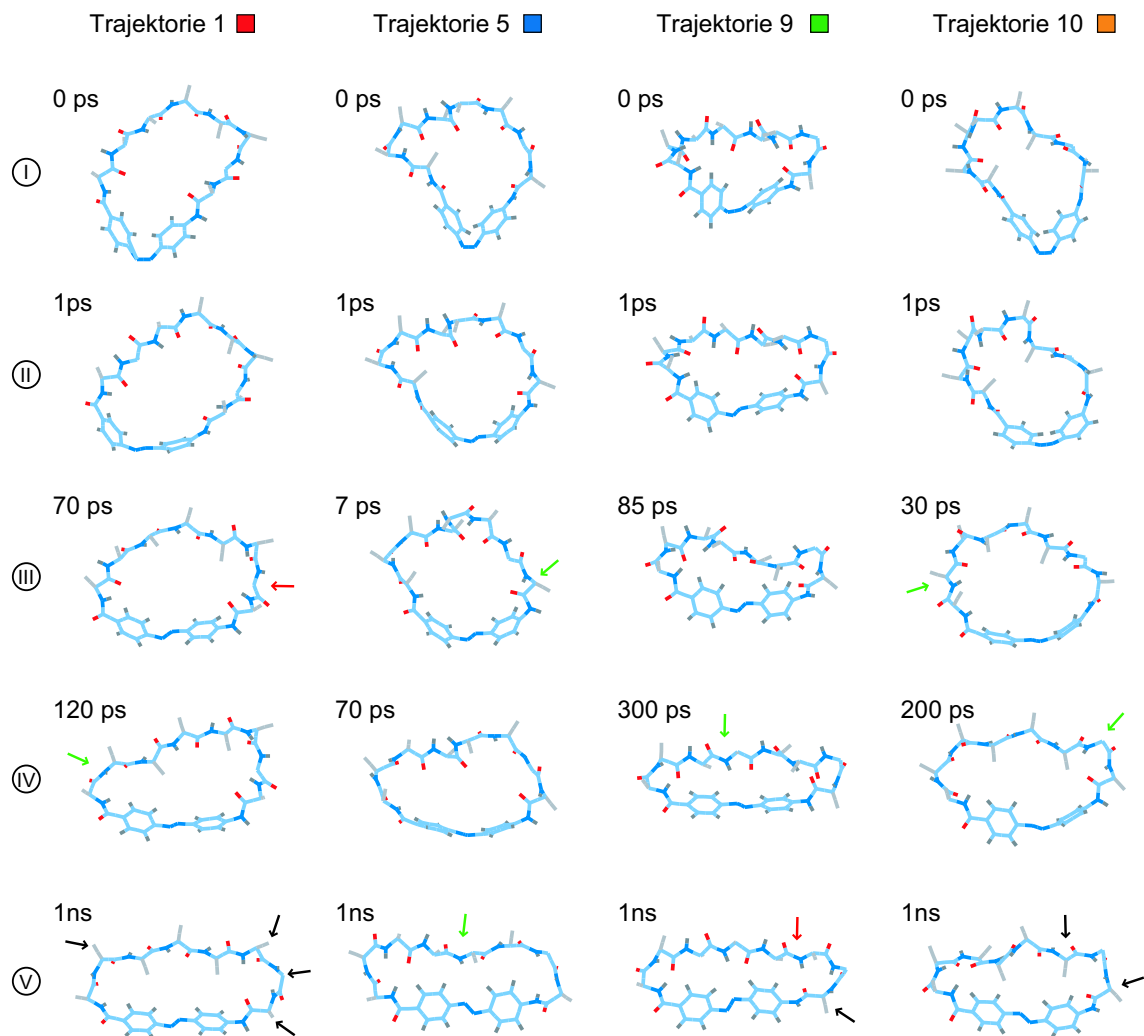 Trajektorie 1 Trajektorie 5 Trajektorie 9 Trajektorie 10
0 ps 0 ps 0 ps 0 ps
I
1ps 1ps 1ps 1ps
II
70 ps 7 ps 85 ps 30 ps
III
120 ps 70 ps 300 ps 200 ps
IV
1ns 1ns 1ns 1ns
V